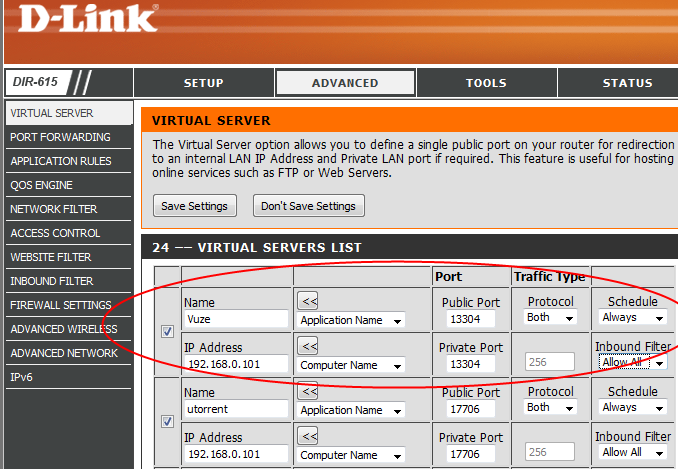 D-Link
DIR-615 SETUP ADVANCED TOOLS STATUS
VIRTUAL SERVER
PORT FORWARDING
APPLICATION RULES
QOS ENGINE
NETWORK FILTER
ACCESS CONTROL
WEBSITE FILTER
INBOUND FILTER
FIREWALL SETTINGS
ADVANCED WIRELESS
ADVANCED NETWORK
IPv6
VIRTUAL SERVER
The Virtual Server option allows you to define a single public port on your router for redirection
to an internal LAN IP Address and Private LAN port if required. This feature is useful for hosting
online services such as FTP or Web Servers.
Save Settings Don't Save Settings
24 –– VIRTUAL SERVERS LIST
Port Traffic Type
Name << Public Port Protocol Schedule
Vuze Application Name 13304 Both Always
IP Address << Private Port Inbound Filter
192.168.0.101 Computer Name 13304 256 Allow All
Name << Public Port Protocol Schedule
utorrent Application Name 17706 Both Always
IP Address << Private Port Inbound Filter
192.168.0.101 Computer Name 17706 256 Allow All